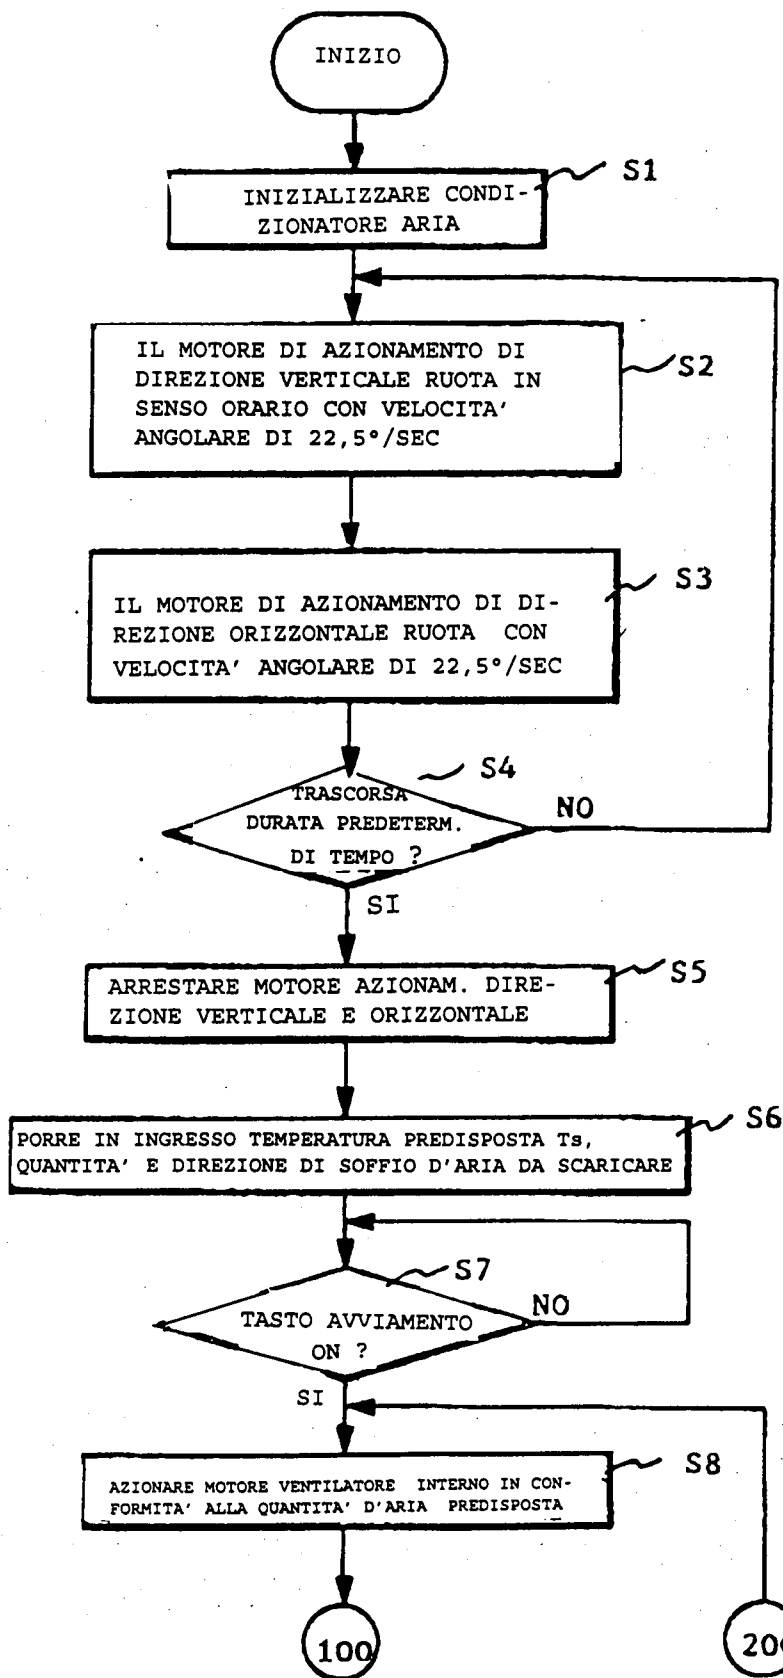 INIZIO
S1
INIZIALIZZARE CONDI-
ZIONATORE ARIA
S2
IL MOTORE DI AZIONAMENTO DI
DIREZIONE VERTICALE RUOTA IN
SENSO ORARIO CON VELOCITA'
ANGOLARE DI 22,5°/SEC
S3
IL MOTORE DI AZIONAMENTO DI DI-
REZIONE ORIZZONTALE RUOTA CON
VELOCITA' ANGOLARE DI 22,5°/SEC
S4
TRASCORSA
DURATA PREDETERM.
DI TEMPO ?
NO
SI
S5
ARRESTARE MOTORE AZIONAM. DIRE-
ZIONE VERTICALE E ORIZZONTALE
S6
PORRE IN INGRESSO TEMPERATURA PREDISPOSTA Ts,
QUANTITA' E DIREZIONE DI SOFFIO D'ARIA DA SCARICARE
S7
TASTO AVVIAMENTO
ON ?
NO
SI
S8
AZIONARE MOTORE VENTILATORE INTERNO IN CON-
FORMITA' ALLA QUANTITA' D'ARIA PREDISPOSTA
100